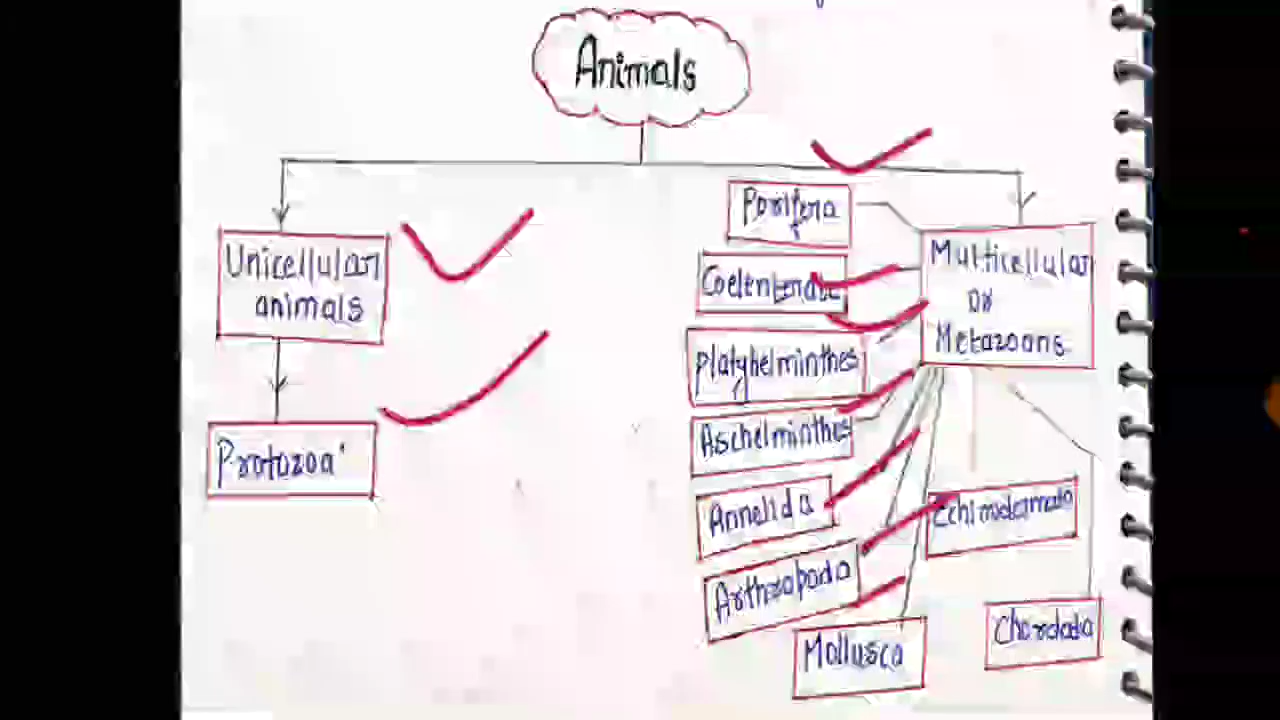 Animals
Unicellular
animals
Protozoa
Porifera
Coelenterata
Platyhelminthes
Aschelminthes
Annelida
Arthropoda
Mollusca
Multicellular
or
Metazoans
Echinodermata
Chordata